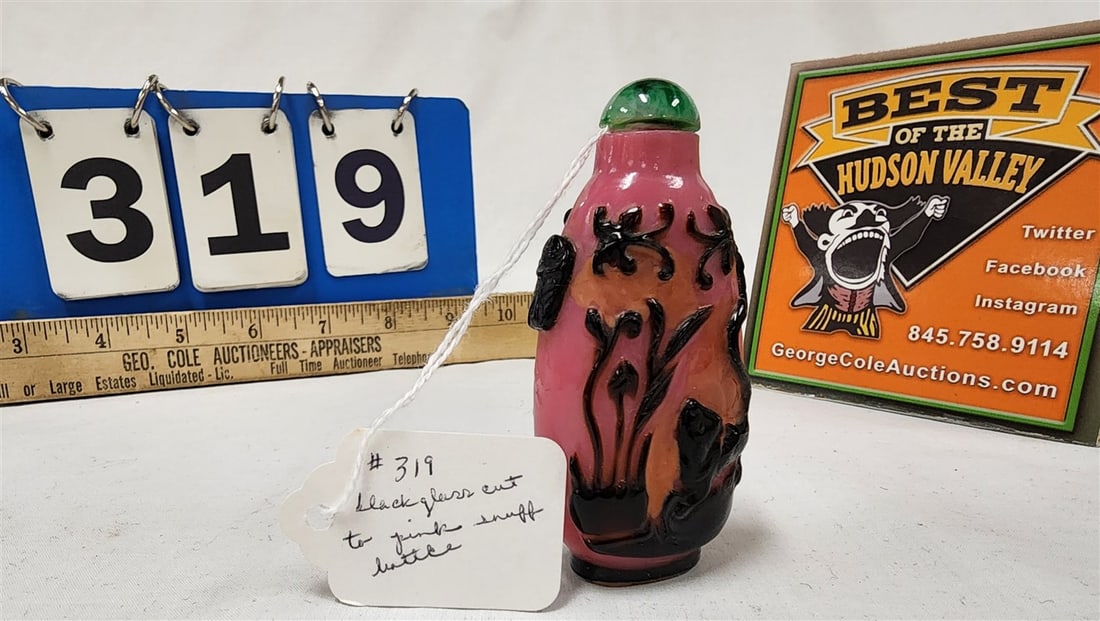 319
3 4 5 6 7 8 9 10
GEO. COLE AUCTIONEERS - APPRAISERS
ll or Large Estates Liquidated - Lic. Full Time Auctioneer Telepho
# 319
black glass cut
to pink snuff
bottle
BEST
OF THE
HUDSON VALLEY
Twitter
Facebook
Instagram
845.758.9114
GeorgeColeAuctions.com